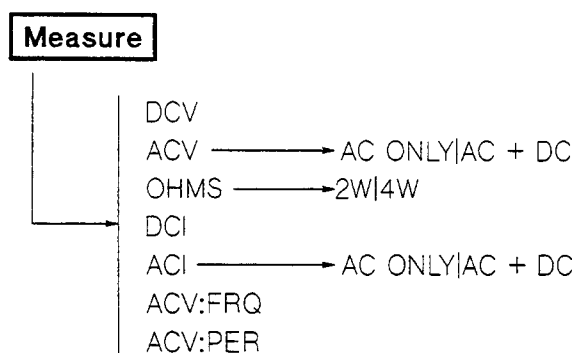 Measure
DCV
ACV AC ONLY|AC + DC
OHMS 2W|4W
DCI
ACI AC ONLY|AC + DC
ACV:FRQ
ACV:PER